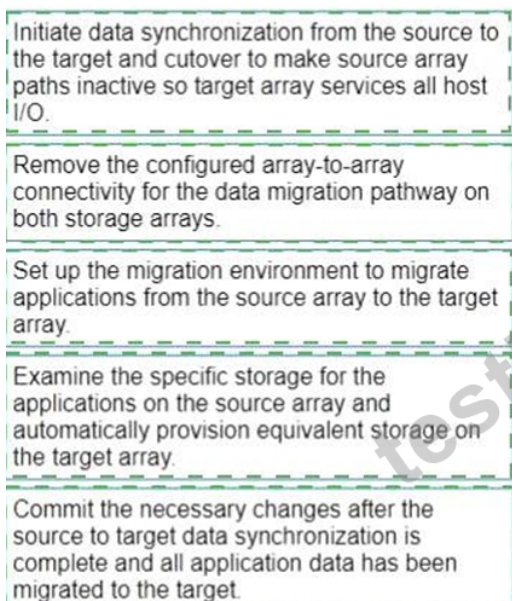 Initiate data synchronization from the source to
the target and cutover to make source array
paths inactive so target array services all host
I/O.
Remove the configured array-to-array
connectivity for the data migration pathway on
both storage arrays.
Set up the migration environment to migrate
applications from the source array to the target
array.
Examine the specific storage for the
applications on the source array and
automatically provision equivalent storage on
the target array.
Commit the necessary changes after the
source to target data synchronization is
complete and all application data has been
migrated to the target.
test